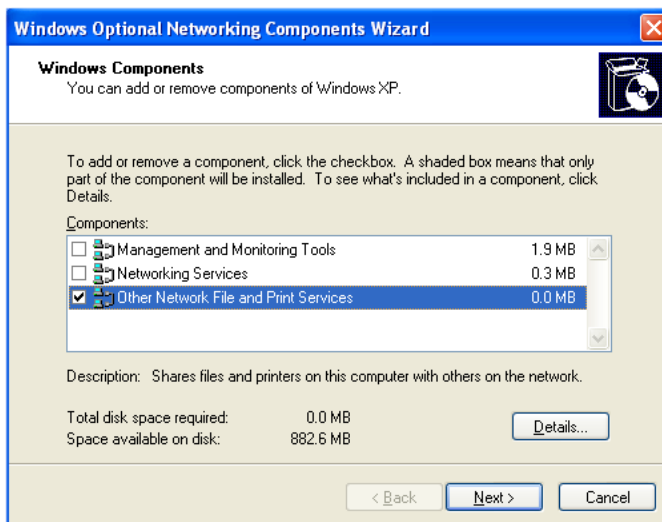 Windows Optional Networking Components Wizard
Windows Components
You can add or remove components of Windows XP.
To add or remove a component, click the checkbox. A shaded box means that only
part of the component will be installed. To see what's included in a component, click
Details.
Components:
Management and Monitoring Tools 1.9 MB
Networking Services 0.3 MB
Other Network File and Print Services 0.0 MB
Description: Shares files and printers on this computer with others on the network.
Total disk space required: 0.0 MB
Space available on disk: 882.6 MB
Details...
< Back Next > Cancel